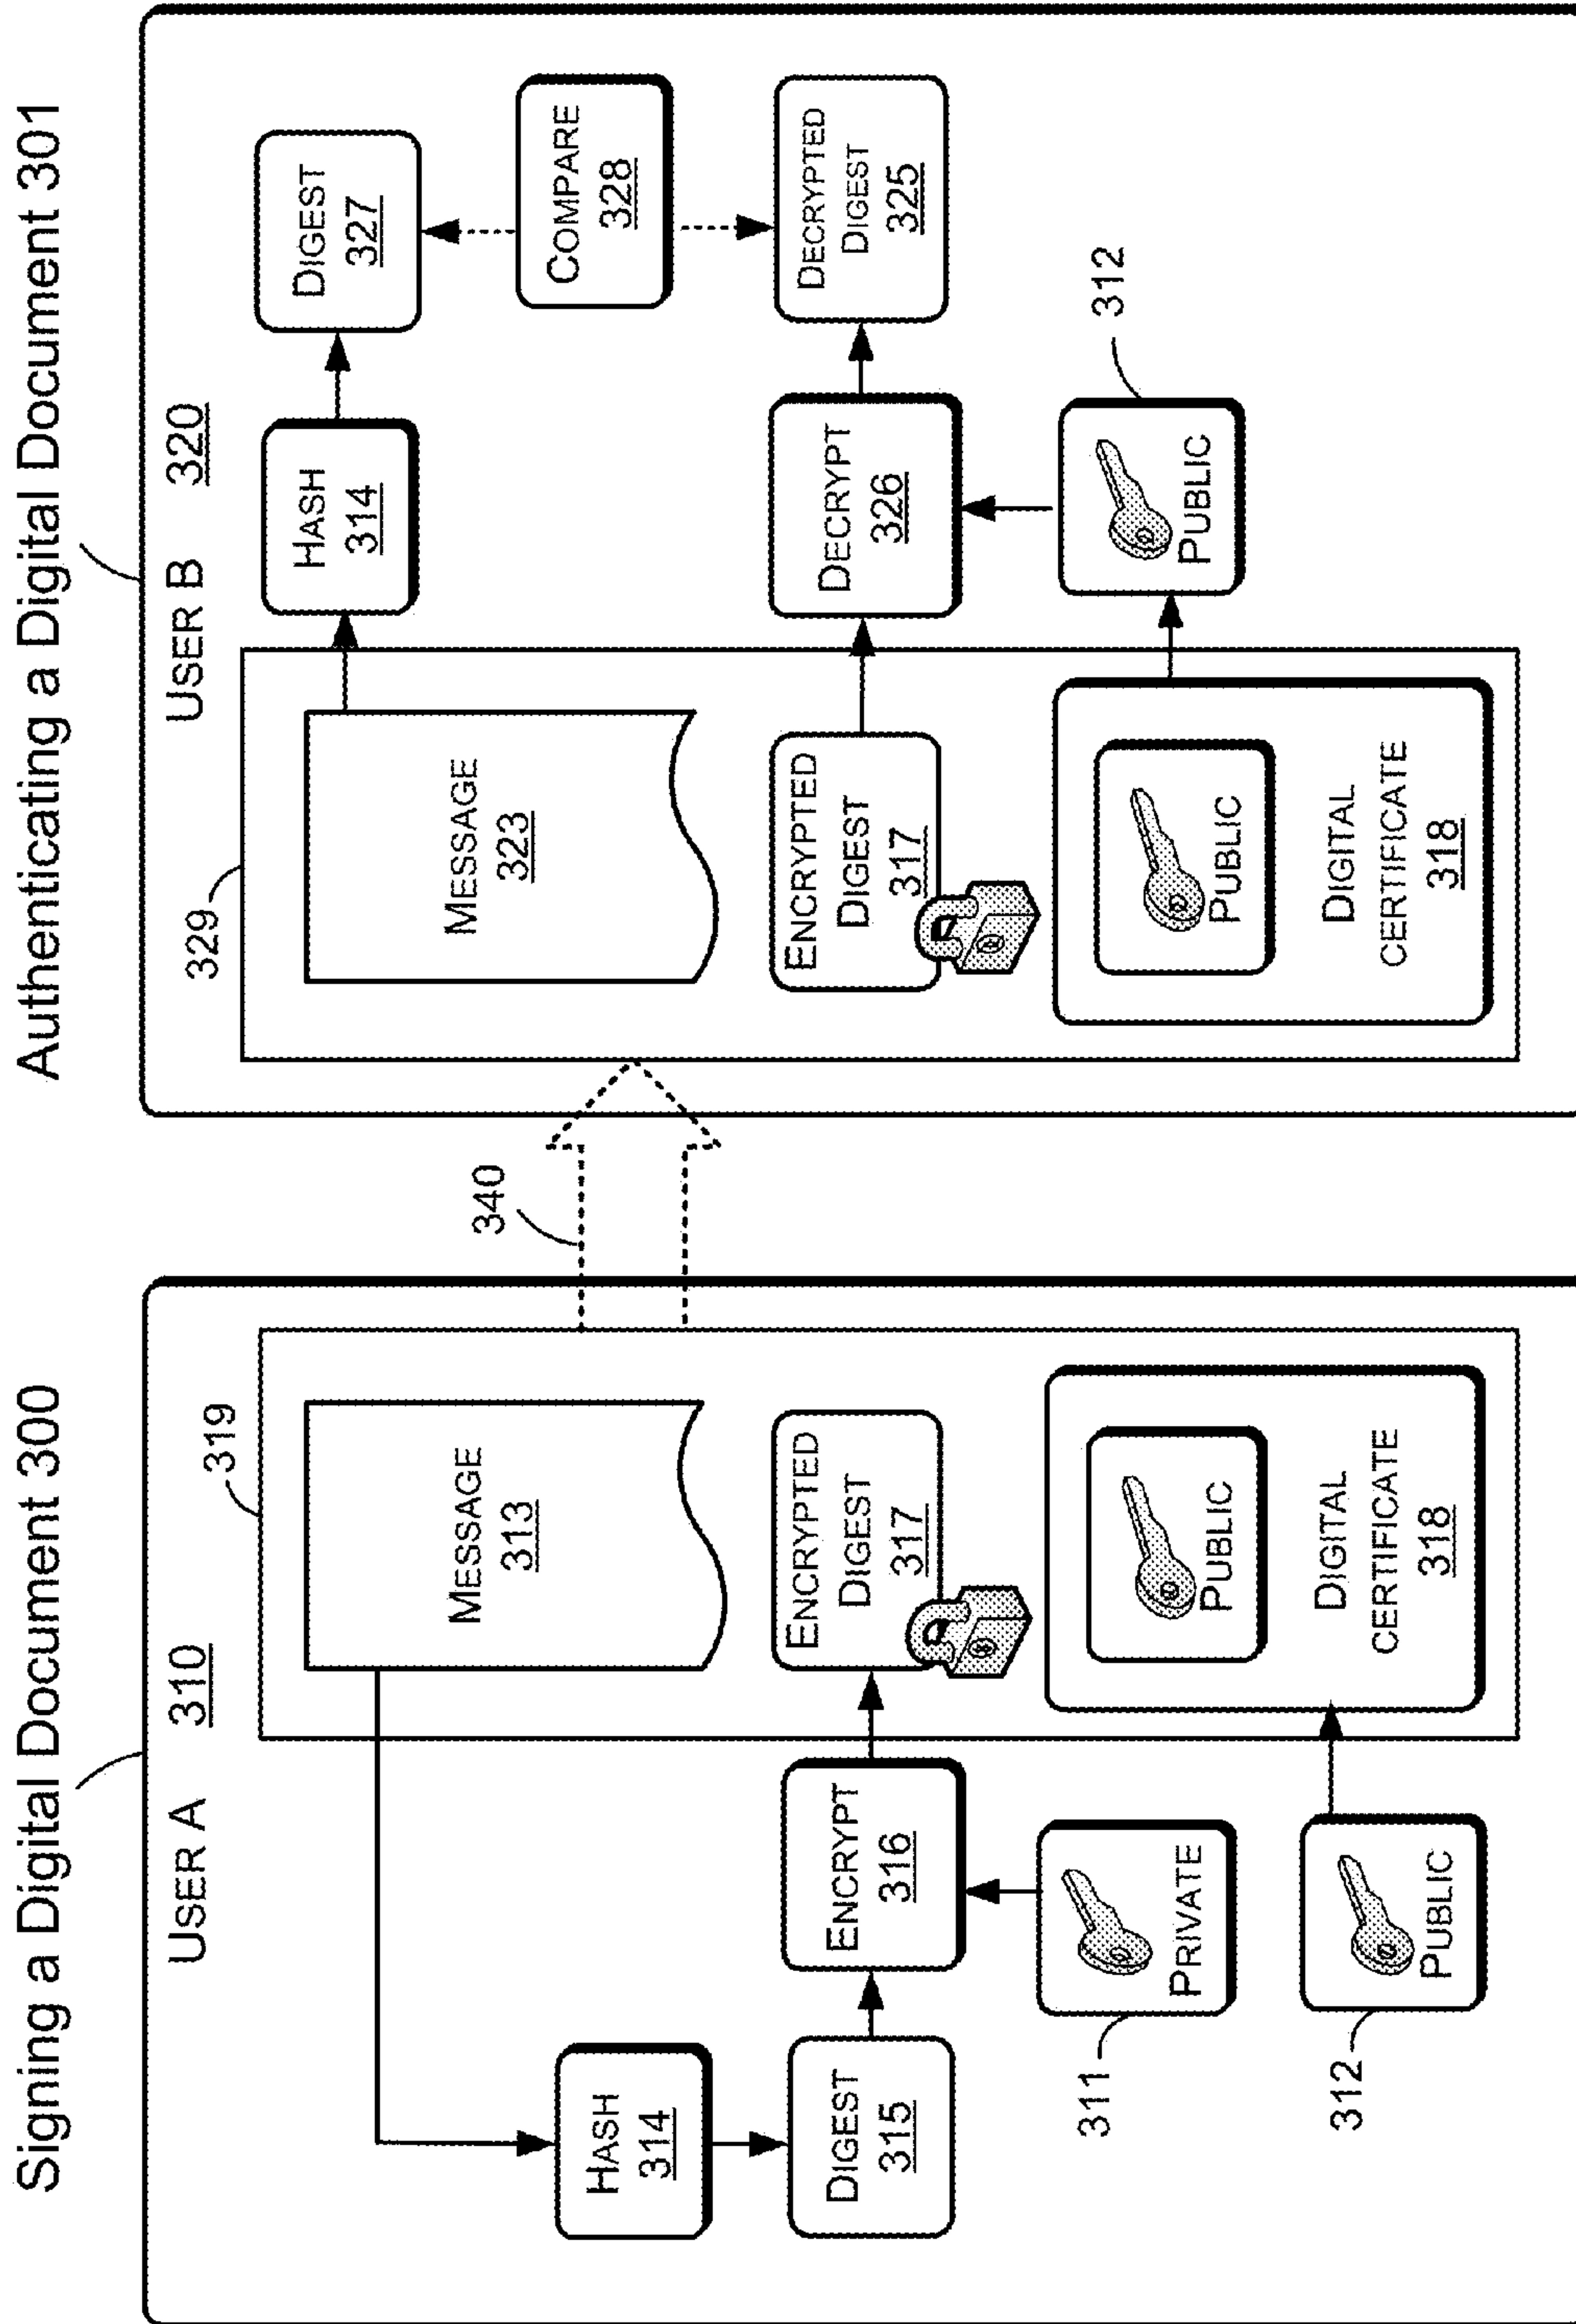 Signing a Digital Document 300
USER A 310
319
MESSAGE
313
HASH
314
DIGEST
315
ENCRYPT
316
ENCRYPTED
DIGEST
317
311
PRIVATE
312
PUBLIC
PUBLIC
DIGITAL
CERTIFICATE
318
340
Authenticating a Digital Document 301
USER B 320
329
MESSAGE
323
HASH
314
DIGEST
327
COMPARE
328
ENCRYPTED
DIGEST
317
DECRYPT
326
DECRYPTED
DIGEST
325
312
PUBLIC
PUBLIC
DIGITAL
CERTIFICATE
318